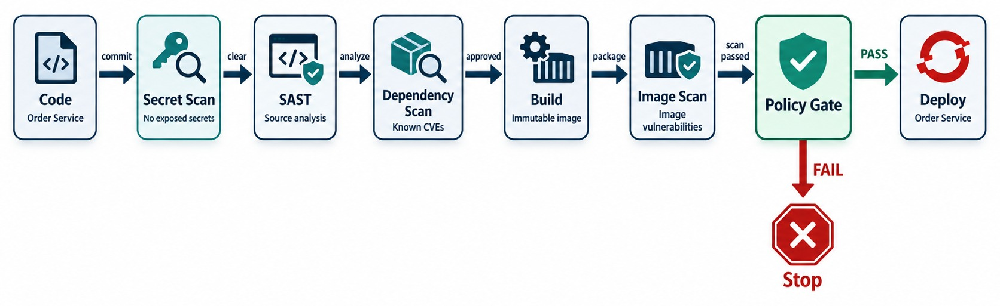 Code
Order Service
commit
</>
Secret Scan
No exposed secrets
clear
</>
SAST
Source analysis
analyze
Dependency
Scan
Known CVEs
approved
Build
Immutable image
package
Image Scan
Image
vulnerabilities
scan
passed
Policy Gate
PASS
Deploy
Order Service
FAIL
Stop